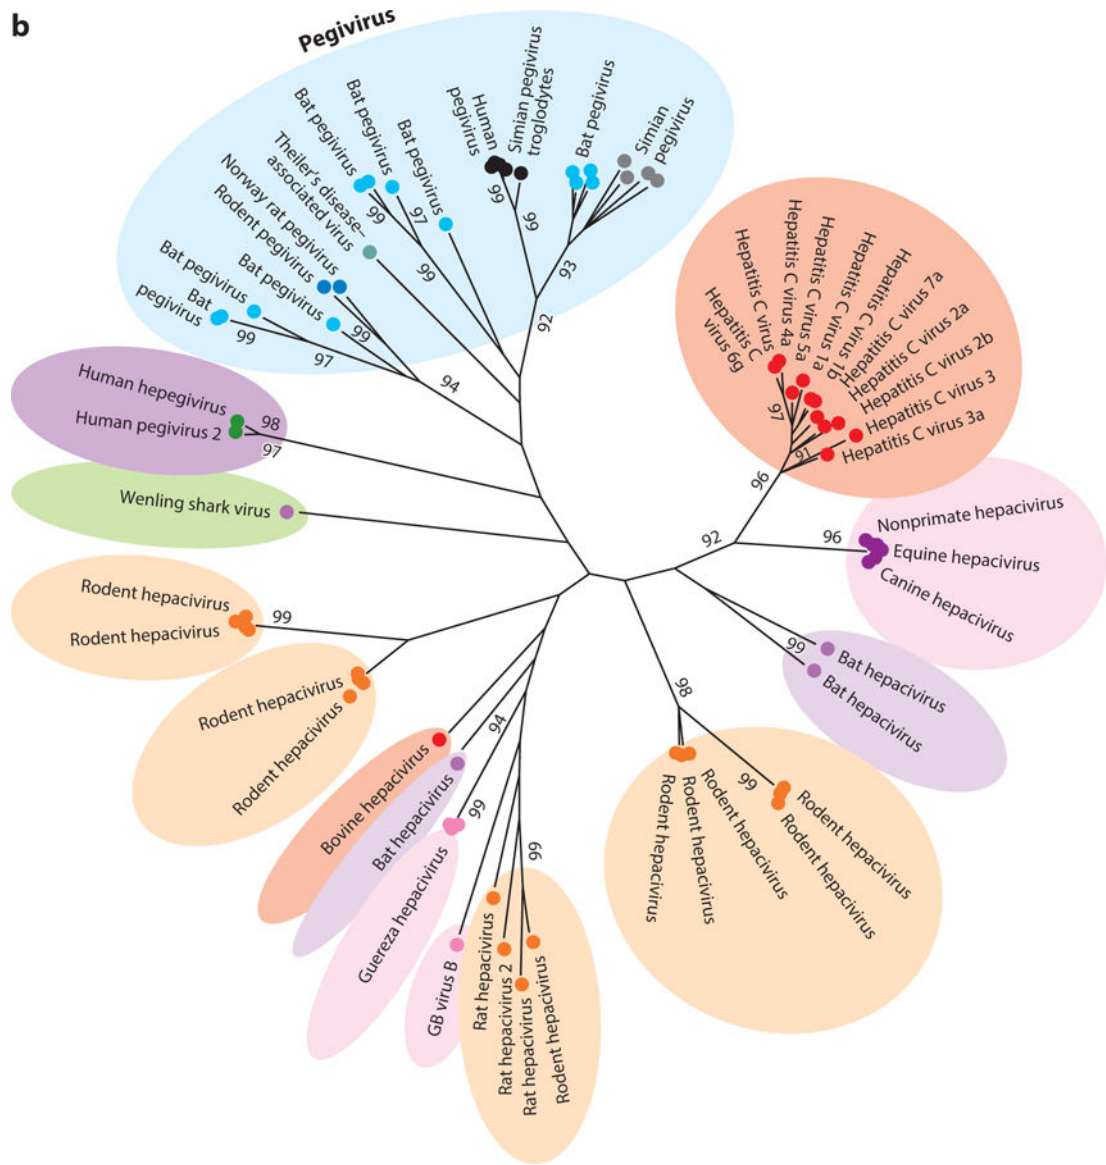 b
Pegivirus
Bat pegivirus
Bat pegivirus
Bat pegivirus
Human
pegivirus
Simian pegivirus
troglodytes
Bat pegivirus
Simian
pegivirus
Theiler's disease–
associated virus
Norway rat pegivirus
Rodent pegivirus
Bat pegivirus
Bat pegivirus
Bat
pegivirus
99
97
99
99
99
93
92
99
97
99
94
Human hepegivirus
Human pegivirus 2
98
97
Wenling shark virus
Rodent hepacivirus
Rodent hepacivirus
99
Rodent hepacivirus
Rodent hepacivirus
Bovine hepacivirus
94
Bat hepacivirus
99
Guereza hepacivirus
GB virus B
99
Rat hepacivirus
Rat hepacivirus 2
Rat hepacivirus
Rodent hepacivirus
98
99
Rodent hepacivirus
Rodent hepacivirus
Rodent hepacivirus
Rodent hepacivirus
Rodent hepacivirus
99
Bat hepacivirus
Bat hepacivirus
92
96
Nonprimate hepacivirus
Equine hepacivirus
Canine hepacivirus
96
97
91
Hepatitis C
virus 6g
Hepatitis C virus
Hepatitis C virus 4a
Hepatitis C virus 5a
Hepatitis C virus 1a
Hepatitis C virus 1b
Hepatitis C virus 7a
Hepatitis C virus 2a
Hepatitis C virus 2b
Hepatitis C virus 3
Hepatitis C virus 3a